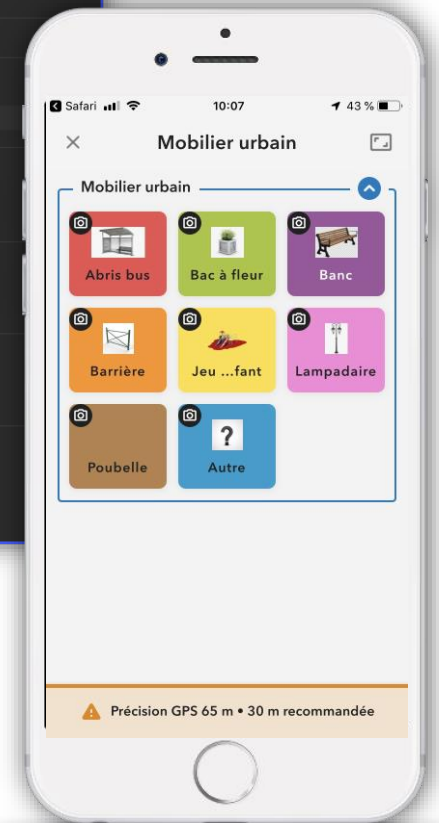 Safari 10:07 43 %
Mobilier urbain
Mobilier urbain
Abris bus Bac à fleur Banc
Barrière Jeu ...fant Lampadaire
?
Poubelle Autre
Précision GPS 65 m • 30 m recommandée